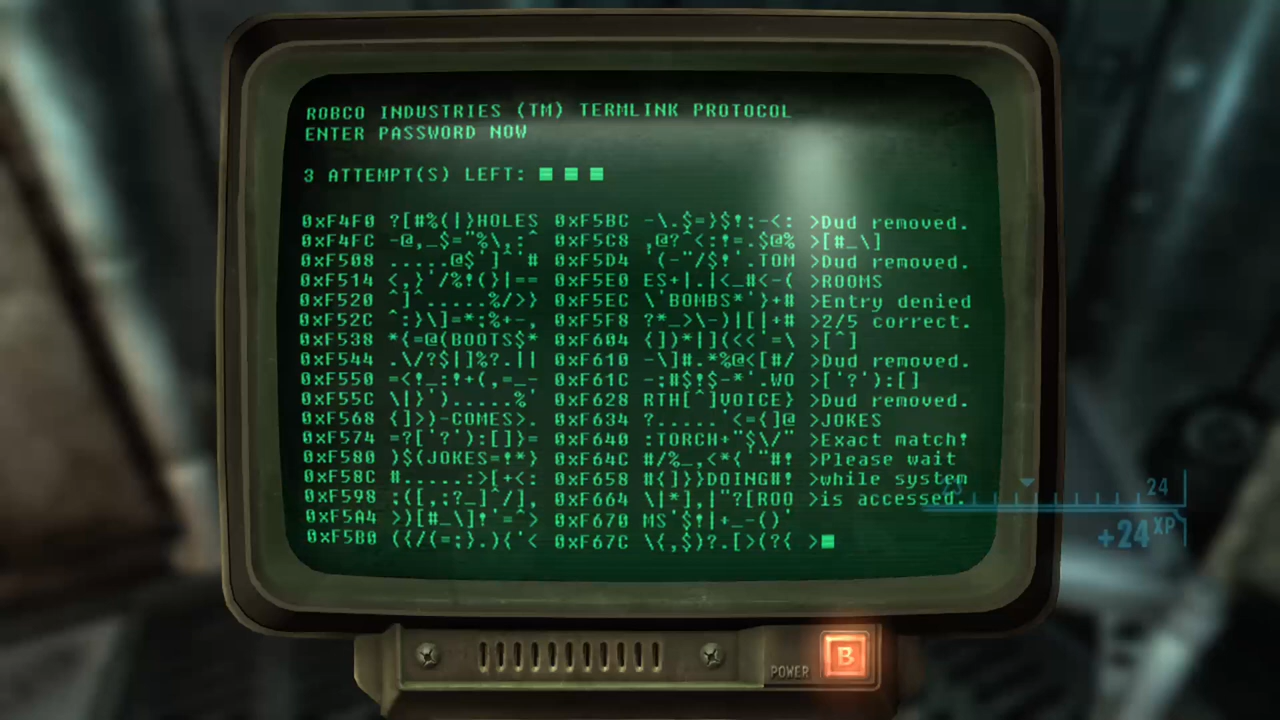 ROBCO INDUSTRIES (TM) TERMLINK PROTOCOL
ENTER PASSWORD NOW
3 ATTEMPT(S) LEFT: ■ ■ ■
0xF4F0 ?[#%(|}HOLES 0xF5BC -\.$=}$!:-<: >Dud removed.
0xF4FC -@,_$="%\,:^ 0xF5C8 ,@?^<:!=.$@% >[#_\]
0xF508 .....@$']^'# 0xF5D4 '(-"/$!'.TOM >Dud removed.
0xF514 <,}'/%!(}|== 0xF5E0 ES+|.|<_#<-( >ROOMS
0xF520 ^]^.....%/>} 0xF5EC \'BOMBS*'}+# >Entry denied
0xF52C ^:}\]=*;%+-, 0xF5F8 ?*_>\-)|[|+# >2/5 correct.
0xF538 *{=@(BOOTS$* 0xF604 {])*|](<<'=\ >[^]
0xF544 .\/?$|]%?.|| 0xF610 -\]#.*%@<[#/ >Dud removed.
0xF550 =<!_:!+(,=_- 0xF61C -;#$!$-*'.WO >['?'):[]
0xF55C \|}').....%' 0xF628 RTH[^]VOICE} >Dud removed.
0xF568 {]>)-COMES>. 0xF634 ?.....'<={]@ >JOKES
0xF574 =?['?'):[]}= 0xF640 :TORCH+"$\/" >Exact match!
0xF580 )$(JOKES=!*} 0xF64C #/%_,<*{'"#! >Please wait
0xF58C #.....:>[+<: 0xF658 #{]}}DOING#! >while system
0xF598 :([,:?_]^/], 0xF664 \]*],|"?[ROO >is accessed.
0xF5A4 >)[#_\]!'=^> 0xF670 MS'$!|+_-()'
0xF5B0 ({/(=;}.){'< 0xF67C \{,$)?.[>(?{ >■
24
+24 XP
POWER
B